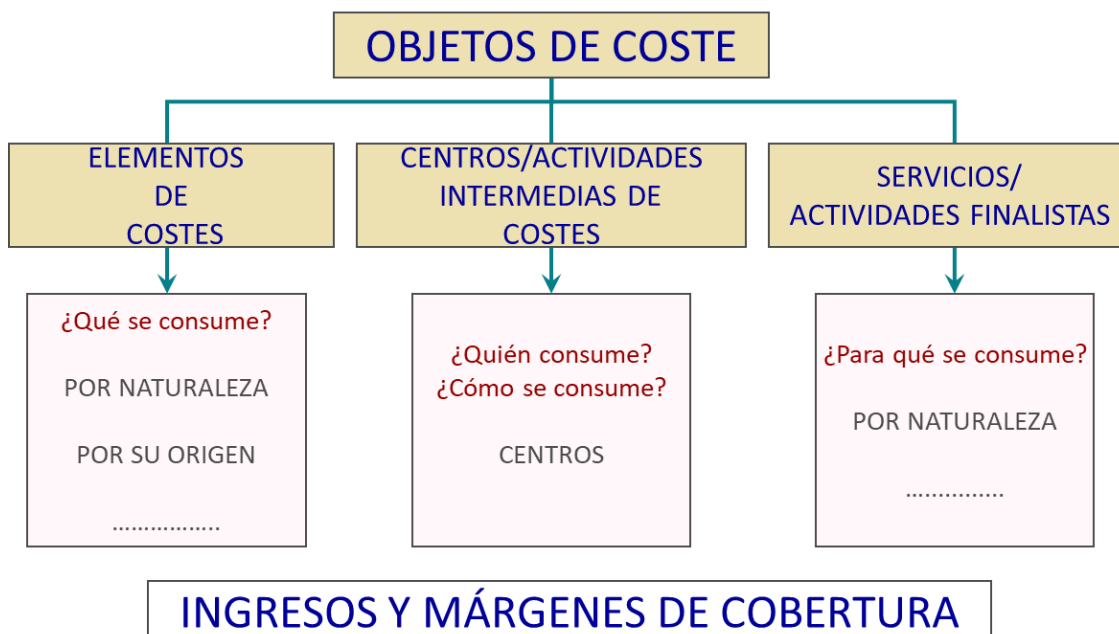 OBJETOS DE COSTE
ELEMENTOS
DE
COSTES
CENTROS/ACTIVIDADES
INTERMEDIAS DE
COSTES
SERVICIOS/
ACTIVIDADES FINALISTAS
¿Qué se consume?
POR NATURALEZA
POR SU ORIGEN
……………..
¿Quién consume?
¿Cómo se consume?
CENTROS
¿Para qué se consume?
POR NATURALEZA
…............
INGRESOS Y MÁRGENES DE COBERTURA